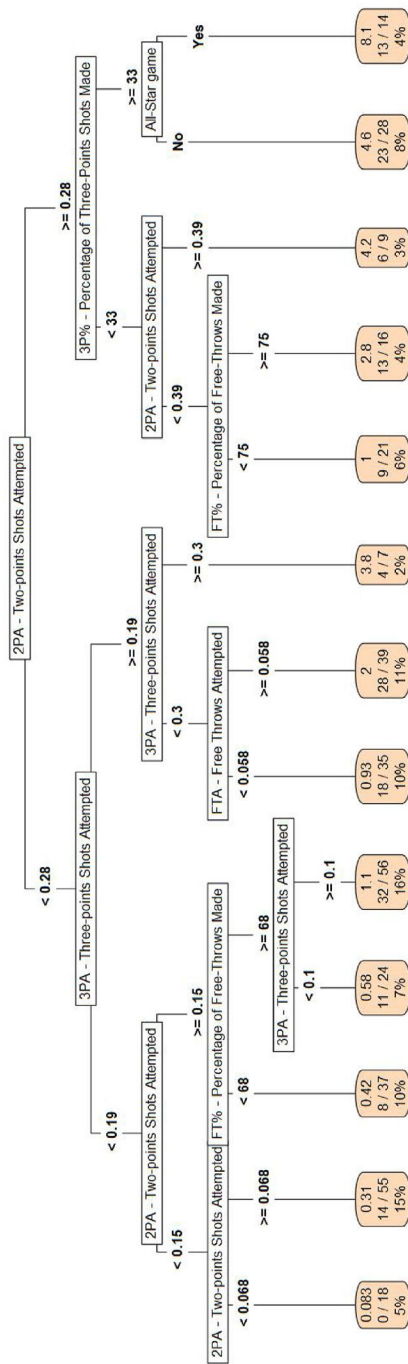 2PA - Two-points Shots Attempted
< 0.28
>= 0.28
3PA - Three-points Shots Attempted
3P% - Percentage of Three-Points Shots Made
< 0.19
>= 0.19
< 33
>= 33
2PA - Two-points Shots Attempted
3PA - Three-points Shots Attempted
2PA - Two-points Shots Attempted
All-Star game
< 0.15
>= 0.15
< 0.3
>= 0.3
< 0.39
>= 0.39
No
Yes
2PA - Two-points Shots Attempted
FT% - Percentage of Free-Throws Made
FTA - Free Throws Attempted
FT% - Percentage of Free-Throws Made
< 0.068
>= 0.068
< 68
>= 68
< 0.058
>= 0.058
< 75
>= 75
3PA - Three-points Shots Attempted
< 0.1
>= 0.1
0.083
0 / 18
5%
0.31
14 / 55
15%
0.42
8 / 37
10%
0.58
11 / 24
7%
1.1
32 / 56
16%
0.93
18 / 35
10%
2
28 / 39
11%
3.8
4 / 7
2%
1
9 / 21
6%
2.8
13 / 16
4%
4.2
6 / 9
3%
4.6
23 / 28
8%
8.1
13 / 14
4%